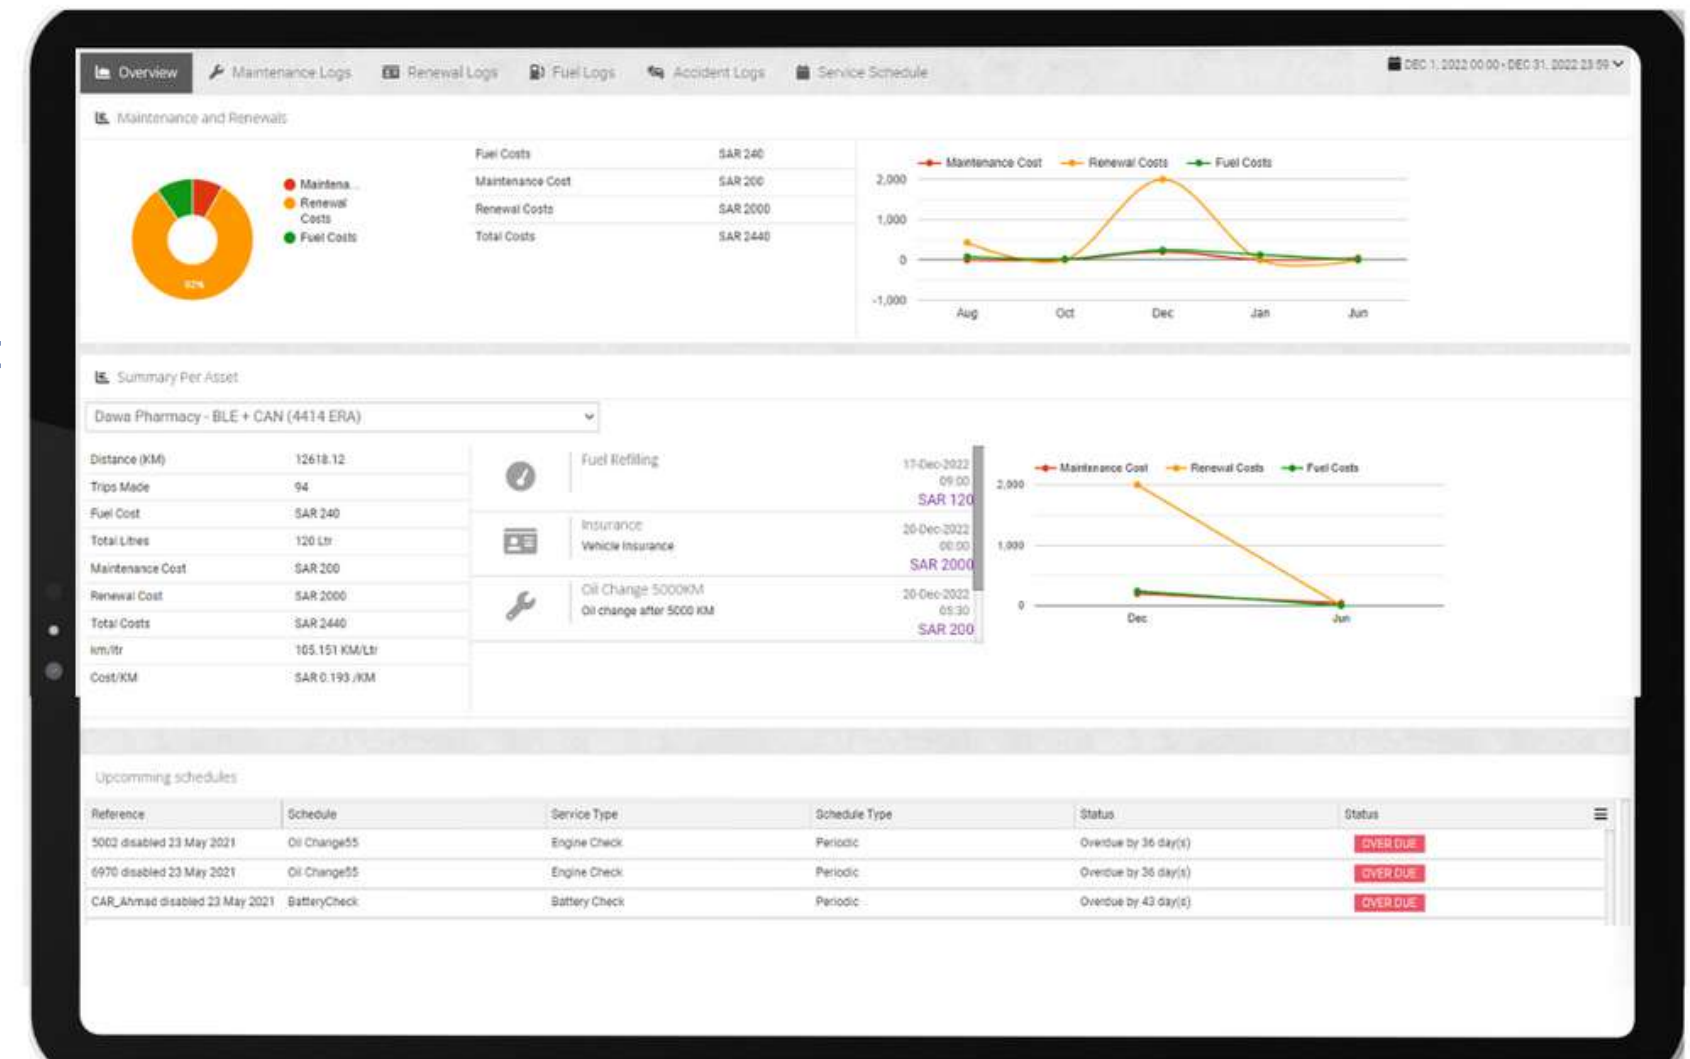 Overview Maintenance Logs Renewal Logs Fuel Logs Accident Logs Service Schedule DEC 1, 2022 00:00 - DEC 31, 2022 23:59
Maintenance and Renewals
Maintena...
Renewal
Costs
Fuel Costs
82%
Fuel Costs SAR 240
Maintenance Cost SAR 200
Renewal Costs SAR 2000
Total Costs SAR 2440
Maintenance Cost Renewal Costs Fuel Costs
2,000
1,000
0
-1,000
Aug Oct Dec Jan Jun
Summary Per Asset
Dawa Pharmacy - BLE + CAN (4414 ERA)
Distance (KM) 12618.12
Trips Made 94
Fuel Cost SAR 240
Total Litres 120 Ltr
Maintenance Cost SAR 200
Renewal Cost SAR 2000
Total Costs SAR 2440
km/ltr 105.151 KM/Ltr
Cost/KM SAR 0.193 /KM
Fuel Refilling 17-Dec-2022
09:00
SAR 120
Insurance 20-Dec-2022
Vehicle Insurance 00:00
SAR 2000
Oil Change 5000KM 20-Dec-2022
Oil change after 5000 KM 05:30
SAR 200
Maintenance Cost Renewal Costs Fuel Costs
2,000
1,000
0
Dec Jun
Upcomming schedules
Reference Schedule Service Type Schedule Type Status Status
5002 disabled 23 May 2021 Oil Change55 Engine Check Periodic Overdue by 36 day(s) OVER DUE
6970 disabled 23 May 2021 Oil Change55 Engine Check Periodic Overdue by 36 day(s) OVER DUE
CAR_Ahmad disabled 23 May 2021 BatteryCheck Battery Check Periodic Overdue by 43 day(s) OVER DUE